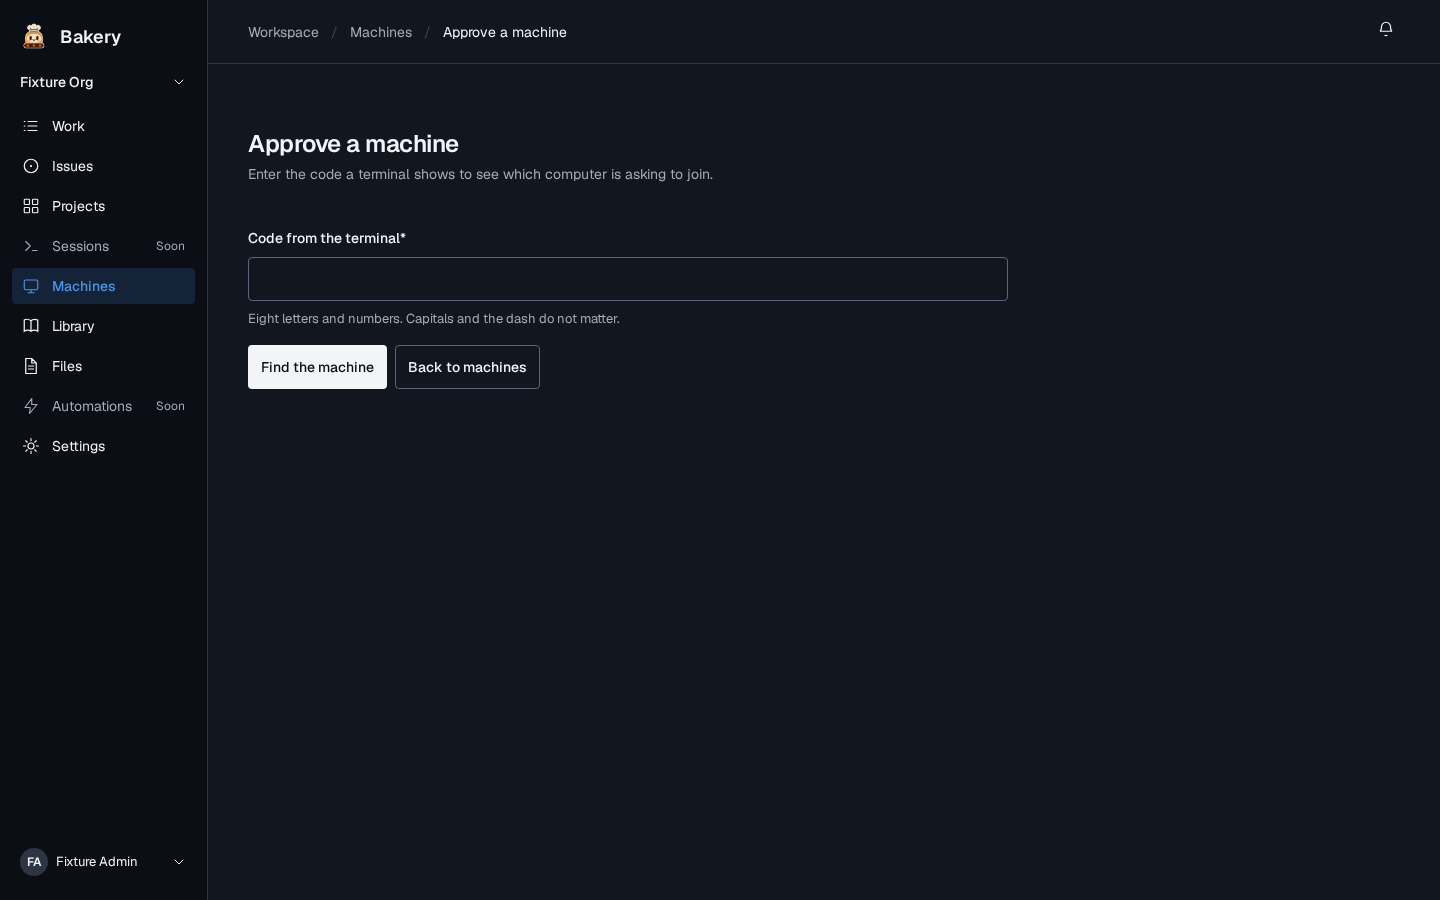 Bakery
Fixture Org
Work
Issues
Projects
Sessions Soon
Machines
Library
Files
Automations Soon
Settings
FA Fixture Admin
Workspace / Machines / Approve a machine
Approve a machine
Enter the code a terminal shows to see which computer is asking to join.
Code from the terminal*
Eight letters and numbers. Capitals and the dash do not matter.
Find the machine Back to machines